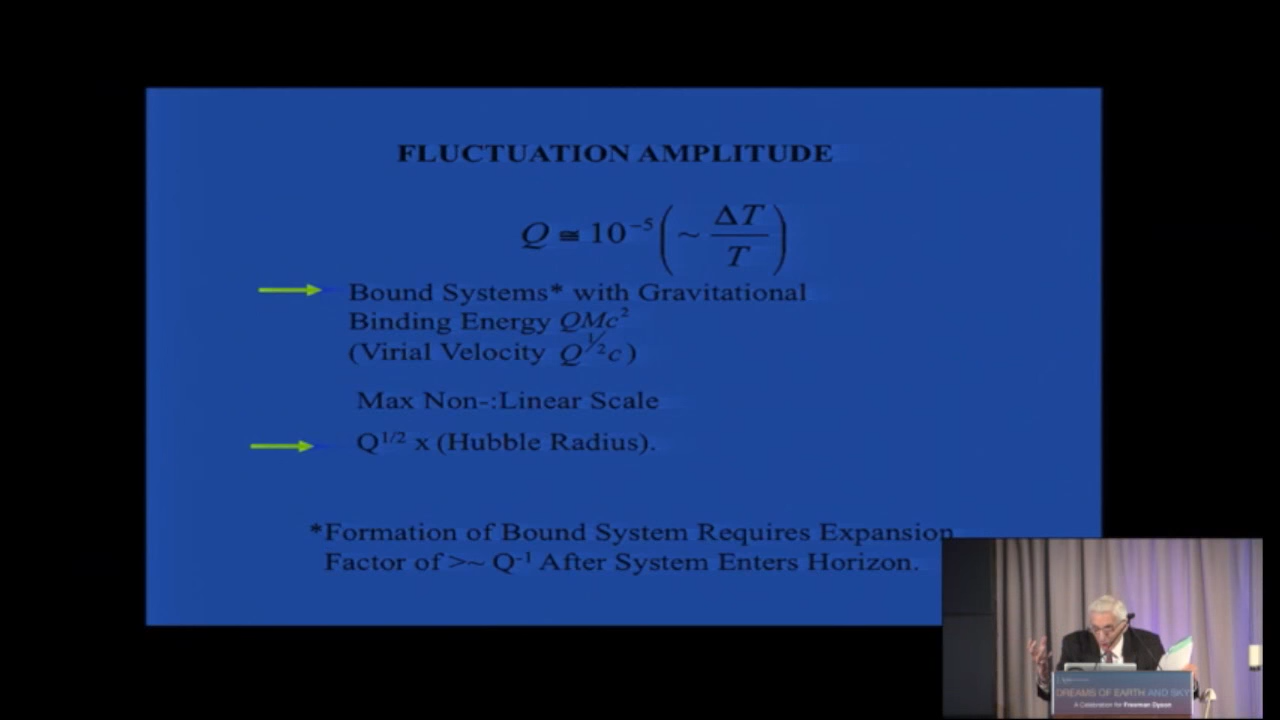 FLUCTUATION AMPLITUDE
Q ≅ 10⁻⁵ (~ ΔT/T)
Bound Systems* with Gravitational
Binding Energy QMc²
(Virial Velocity Q^½c)
Max Non-:Linear Scale
Q^1/2 x (Hubble Radius).
*Formation of Bound System Requires Expansion
Factor of >~ Q⁻¹ After System Enters Horizon.
DREAMS OF EARTH AND SKY
A Celebration for Freeman Dyson